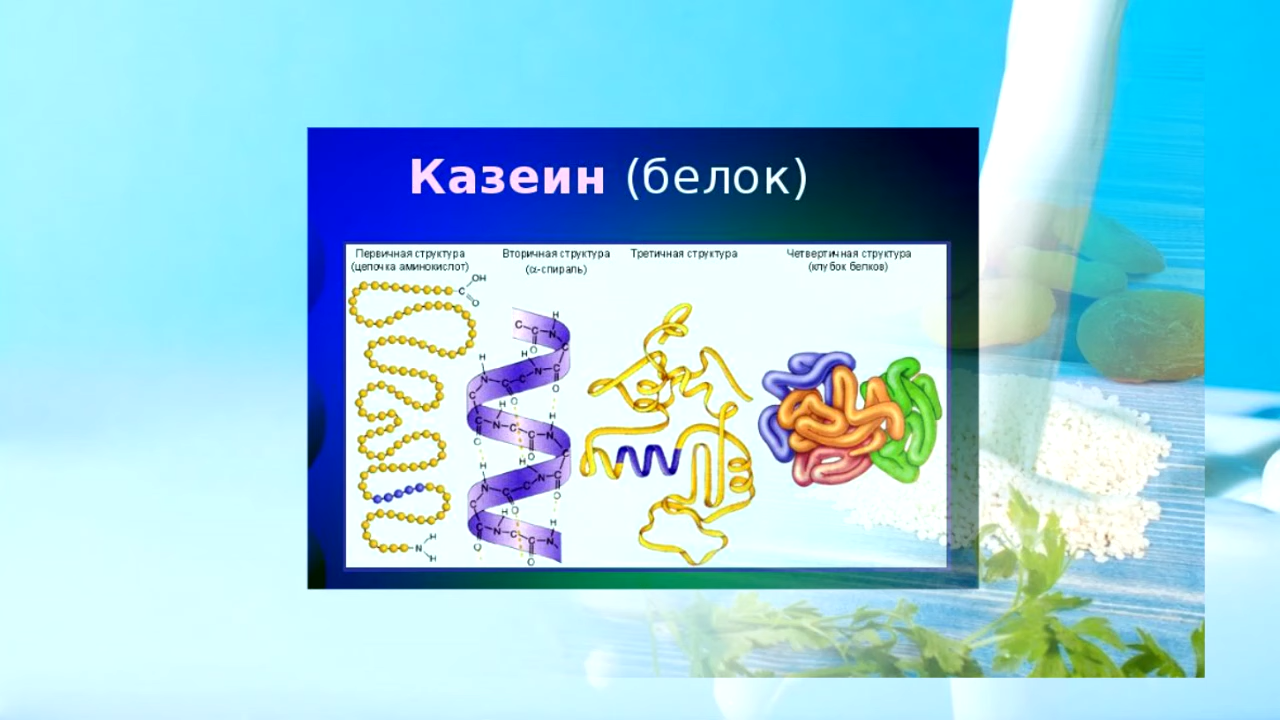 Казеин (белок)
Первичная структура
(цепочка аминокислот)
Вторичная структура
(α-спираль)
Третичная структура
Четвертичная структура
(клубок белков)